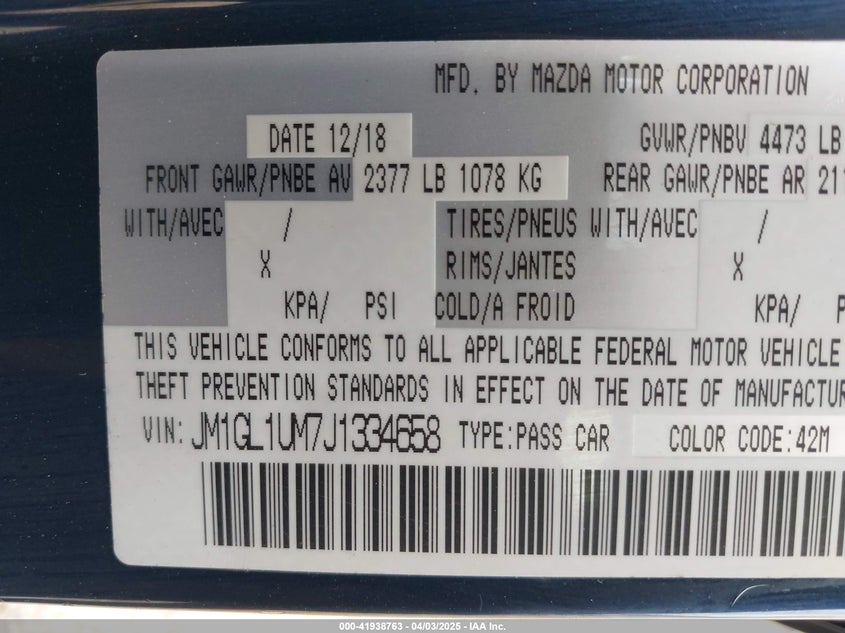 MFD. BY MAZDA MOTOR CORPORATION
DATE 12/18 GVWR/PNBV 4473 LB
FRONT GAWR/PNBE AV 2377 LB 1078 KG REAR GAWR/PNBE AR
WITH/AVEC / TIRES/PNEUS WITH/AVEC /
X RIMS/JANTES X
KPA/ PSI COLD/A FROID KPA/
THIS VEHICLE CONFORMS TO ALL APPLICABLE FEDERAL MOTOR VEHICLE
THEFT PREVENTION STANDARDS IN EFFECT ON THE DATE OF MANUFACTUR
VIN: JM1GL1UM7J1334658 TYPE:PASS CAR COLOR CODE:42M
000-41938763 - 04/03/2025 - IAA Inc.